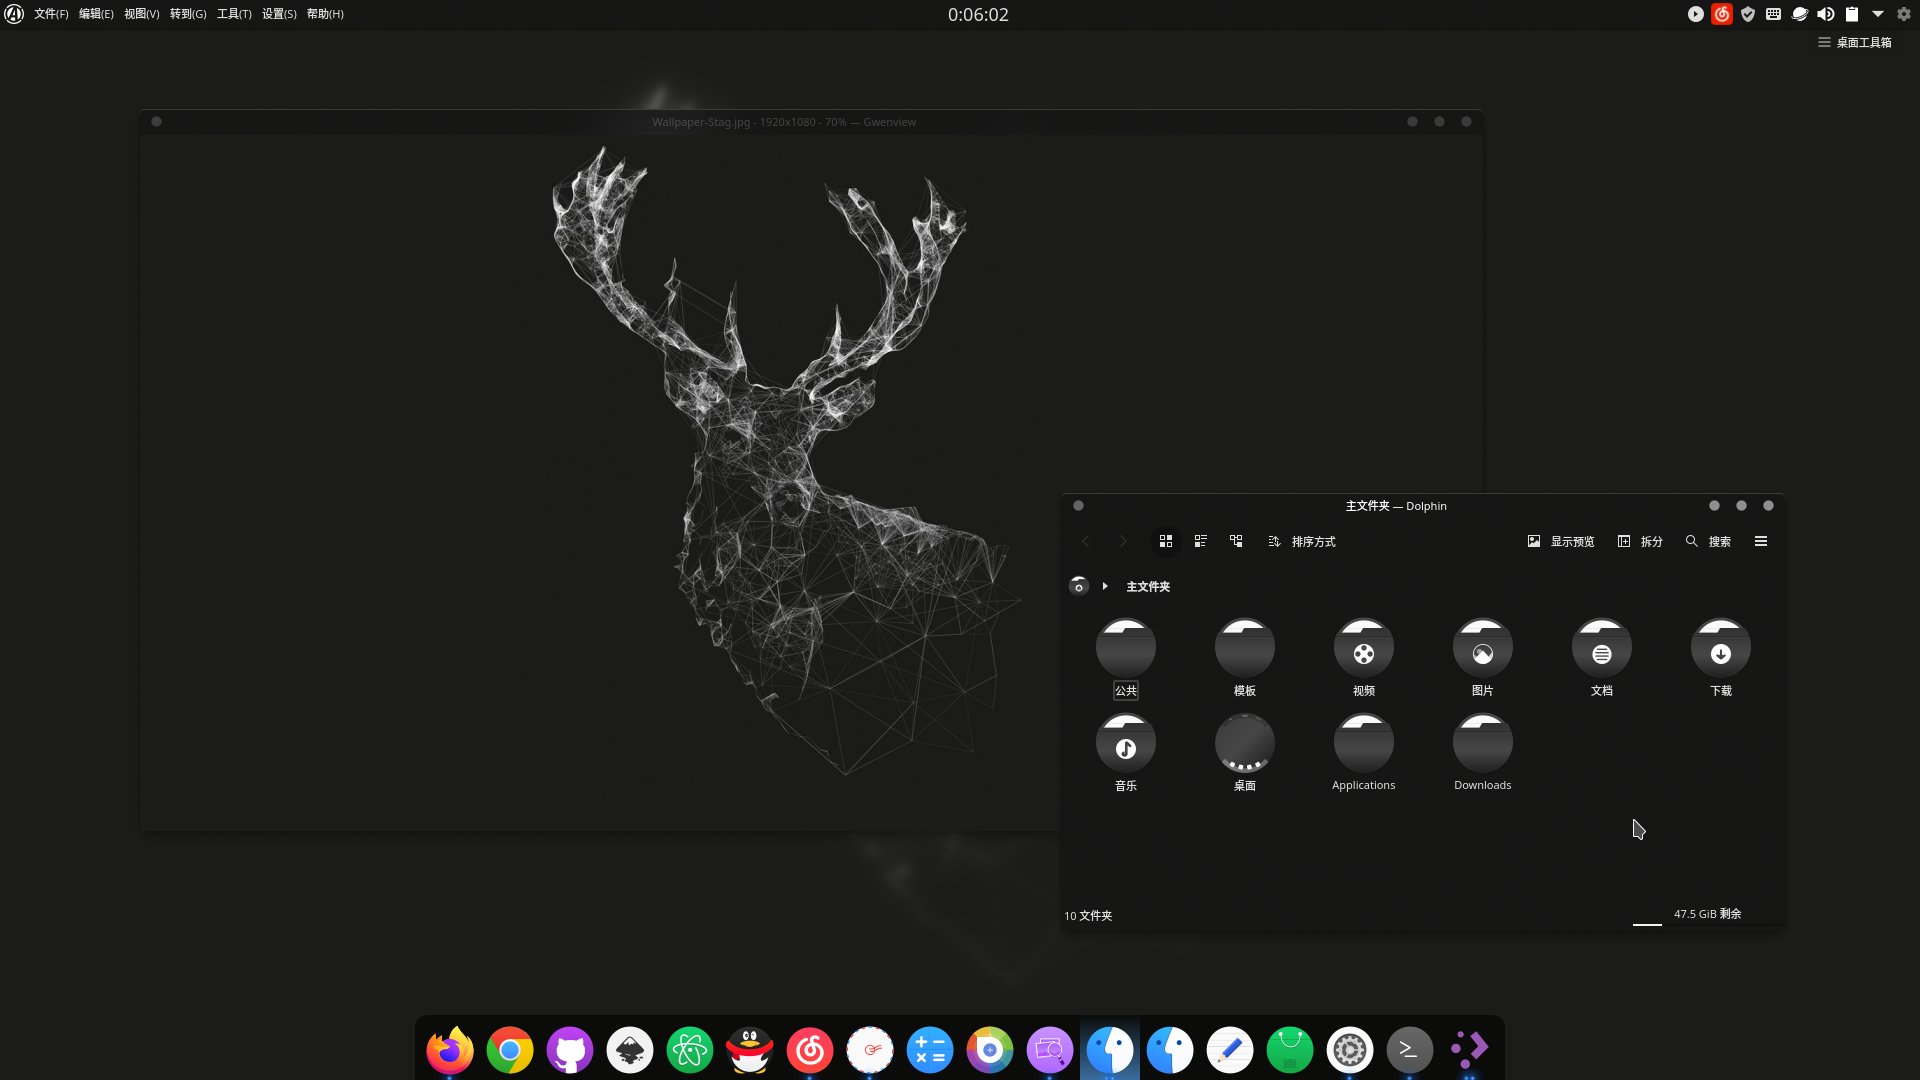 文件(F) 编辑(E) 视图(V) 转到(G) 工具(T) 设置(S) 帮助(H)
0:06:02
桌面工具箱
Wallpaper-Stag.jpg - 1920x1080 - 70% — Gwenview
主文件夹 — Dolphin
排序方式 显示预览 拆分 搜索
主文件夹
公共 模板 视频 图片 文档 下载
音乐 桌面 Applications Downloads
10 文件夹 47.5 GiB 剩余